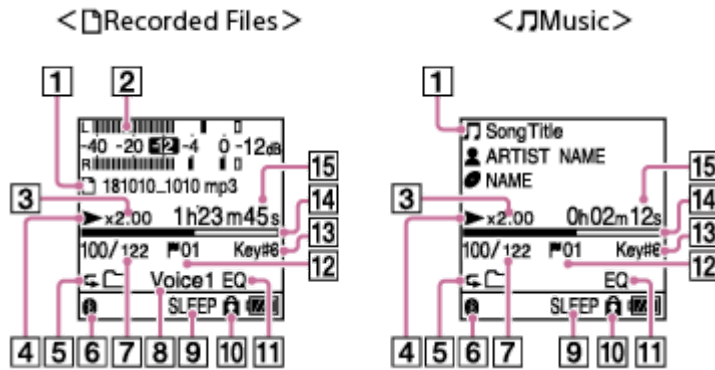 <Recorded Files>
1 2
L
-40 -20 -12 -4 0 -12dB
R
15
1 181010_1010 mp3
3 14
4 x2.00 1h23m45s
13
100/122 01 Key#6
12
Voice1 EQ
SLEEP
4 5 6 7 8 9 10 11
<Music>
1
SongTitle
ARTIST NAME
15
NAME
3 14
x2.00 0h02m12s
13
100/122 01 Key#6
12
EQ
SLEEP
4 5 6 7 9 10 11